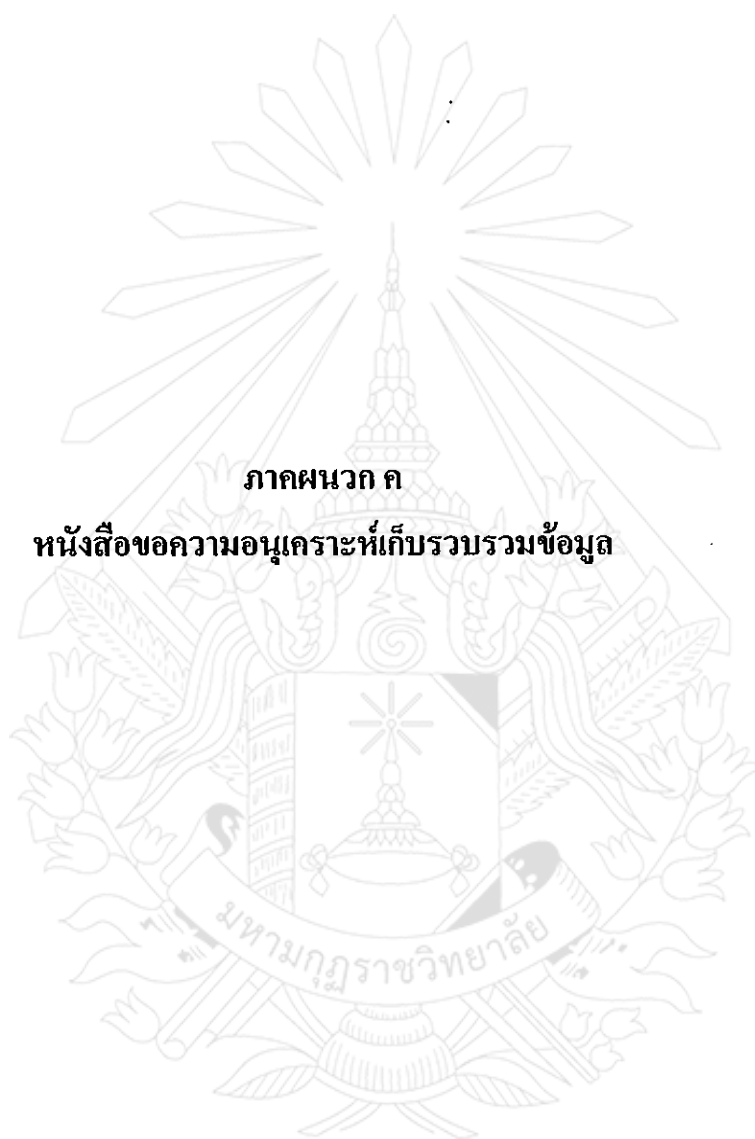 ภาคผนวก ค
หนังสือขอความอนุเคราะห์เก็บรวบรวมข้อมูล
มหามกุฏราชวิทยาลัย